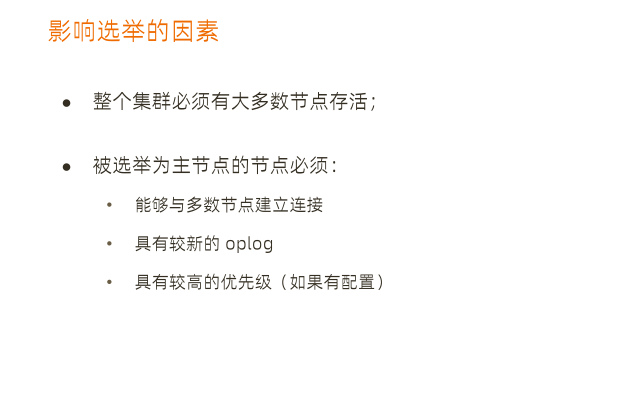 影响选举的因素
• 整个集群必须有大多数节点存活；
• 被选举为主节点的节点必须：
• 能够与多数节点建立连接
• 具有较新的 oplog
• 具有较高的优先级（如果有配置）